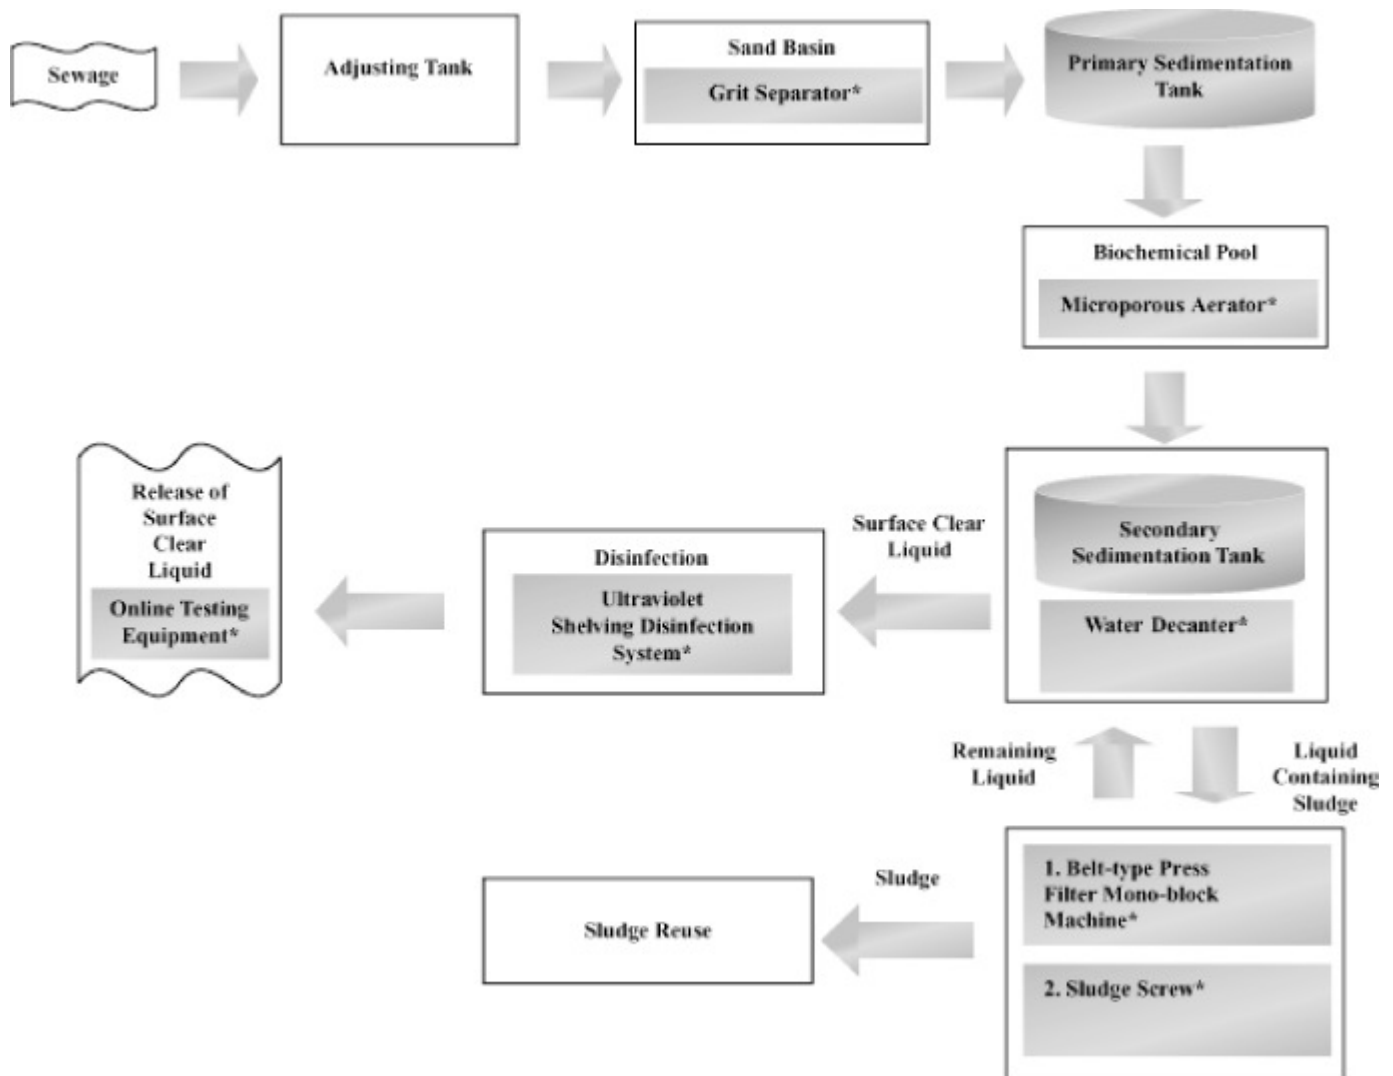 Sewage
Adjusting Tank
Sand Basin
Grit Separator*
Primary Sedimentation
Tank
Biochemical Pool
Microporous Aerator*
Secondary
Sedimentation Tank
Water Decanter*
Surface Clear
Liquid
Disinfection
Ultraviolet
Shelving Disinfection
System*
Release of
Surface
Clear
Liquid
Online Testing
Equipment*
Remaining
Liquid
Liquid
Containing
Sludge
1. Belt-type Press
Filter Mono-block
Machine*
2. Sludge Screw*
Sludge
Sludge Reuse